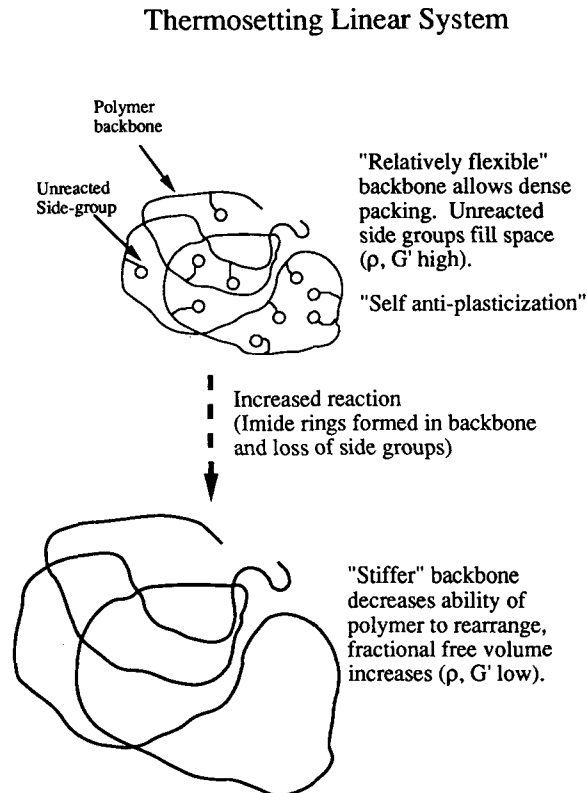 Thermosetting Linear System
Polymer
backbone
Unreacted
Side-group
"Relatively flexible"
backbone allows dense
packing. Unreacted
side groups fill space
(ρ, G' high).
"Self anti-plasticization"
Increased reaction
(Imide rings formed in backbone
and loss of side groups)
"Stiffer" backbone
decreases ability of
polymer to rearrange,
fractional free volume
increases (ρ, G' low).